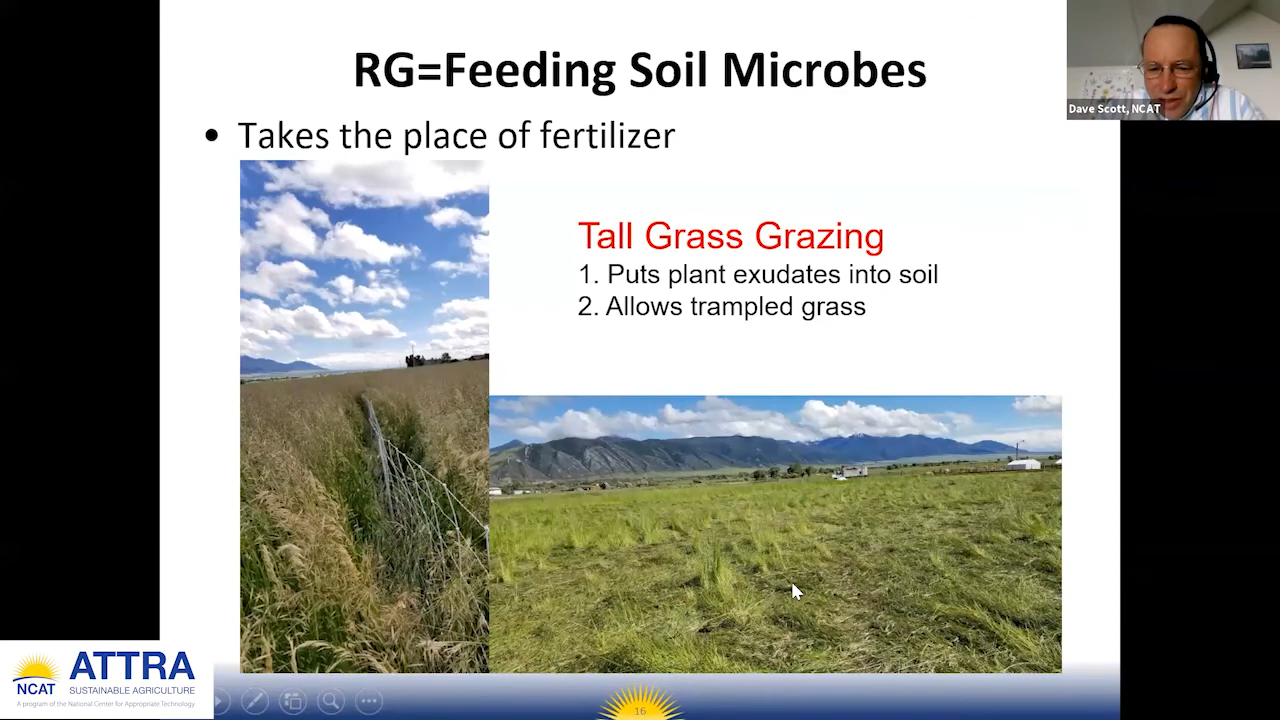 RG=Feeding Soil Microbes
Dave Scott, NCAT
• Takes the place of fertilizer
Tall Grass Grazing
1. Puts plant exudates into soil
2. Allows trampled grass
NCAT
ATTRA
SUSTAINABLE AGRICULTURE
A program of the National Center for Appropriate Technology
16